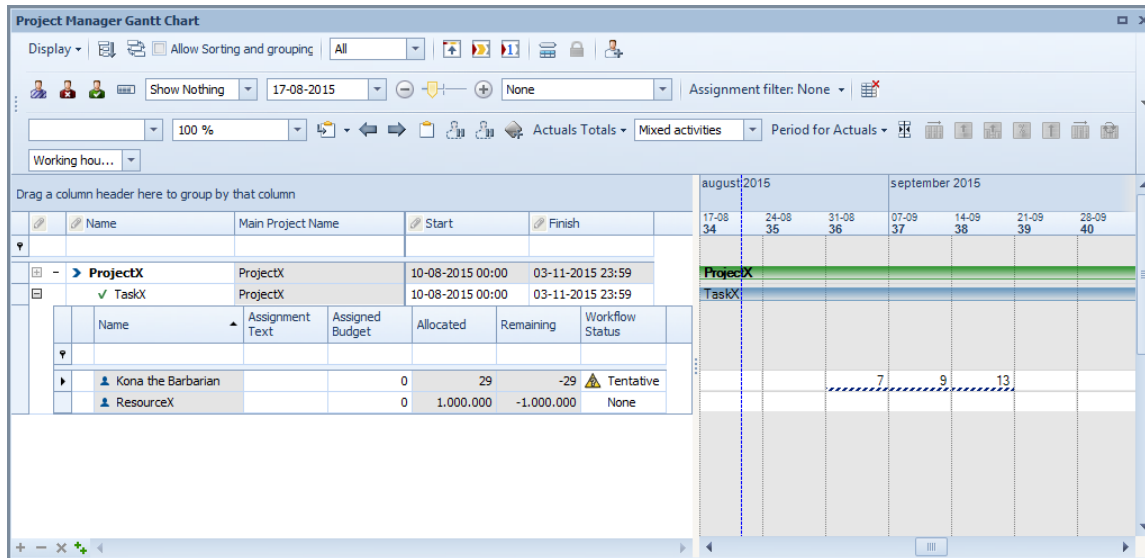 Project Manager Gantt Chart
Display Allow Sorting and grouping All
Show Nothing 17-08-2015 None Assignment filter: None
100 % Actuals Totals Mixed activities Period for Actuals
Working hou...
Drag a column header here to group by that column
august 2015 september 2015
Name Main Project Name Start Finish
17-08 24-08 31-08 07-09 14-09 21-09 28-09
34 35 36 37 38 39 40
ProjectX ProjectX 10-08-2015 00:00 03-11-2015 23:59 ProjectX
TaskX ProjectX 10-08-2015 00:00 03-11-2015 23:59 TaskX
Name Assignment Text Assigned Budget Allocated Remaining Workflow Status
Kona the Barbarian 0 29 -29 Tentative 7 9 13
ResourceX 0 1.000.000 -1.000.000 None